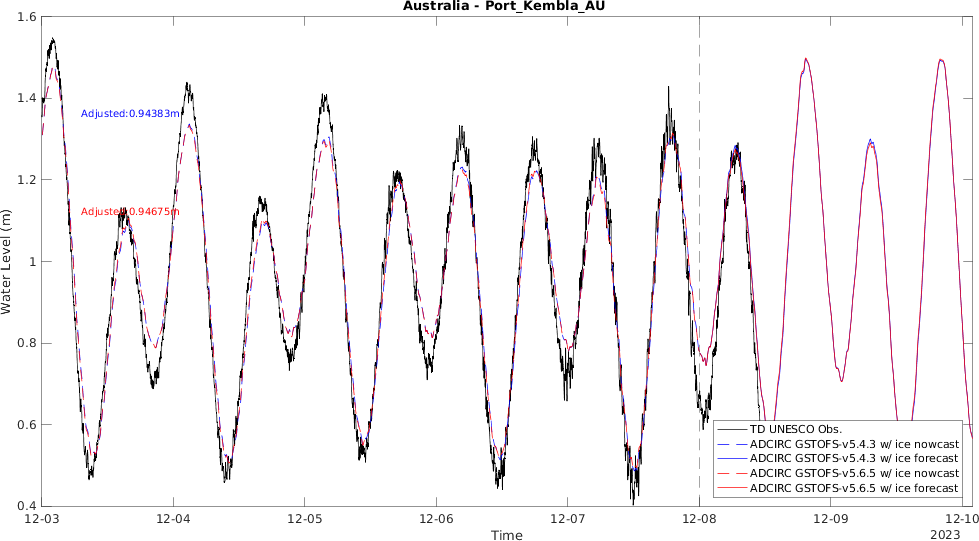 Australia - Port_Kembla_AU
1.6
1.4
1.2
1
0.8
0.6
0.4
Water Level (m)
Adjusted:0.94383m
Adjusted:0.94675m
TD UNESCO Obs.
ADCIRC GSTOFS-v5.4.3 w/ ice nowcast
ADCIRC GSTOFS-v5.4.3 w/ ice forecast
ADCIRC GSTOFS-v5.6.5 w/ ice nowcast
ADCIRC GSTOFS-v5.6.5 w/ ice forecast
12-03 12-04 12-05 12-06 12-07 12-08 12-09 12-10
Time
2023